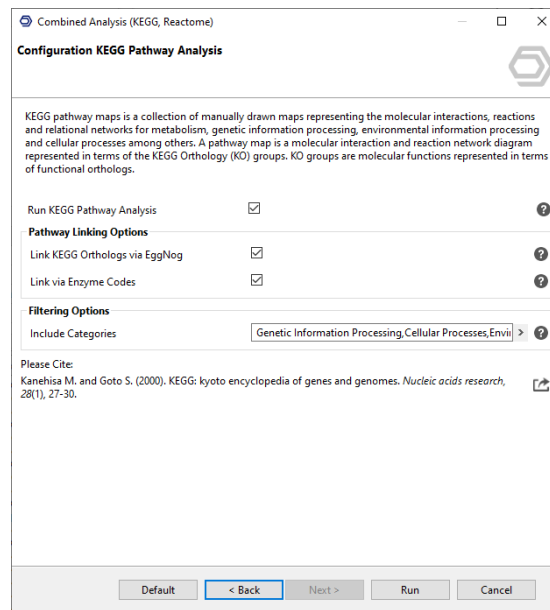 Combined Analysis (KEGG, Reactome)
Configuration KEGG Pathway Analysis
KEGG pathway maps is a collection of manually drawn maps representing the molecular interactions, reactions
and relational networks for metabolism, genetic information processing, environmental information processing
and cellular processes among others. A pathway map is a molecular interaction and reaction network diagram
represented in terms of the KEGG Orthology (KO) groups. KO groups are molecular functions represented in terms
of functional orthologs.
Run KEGG Pathway Analysis
Pathway Linking Options
Link KEGG Orthologs via EggNog
Link via Enzyme Codes
Filtering Options
Include Categories Genetic Information Processing,Cellular Processes,Envi
Please Cite:
Kanehisa M. and Goto S. (2000). KEGG: kyoto encyclopedia of genes and genomes. Nucleic acids research,
28(1), 27-30.
Default < Back Next > Run Cancel